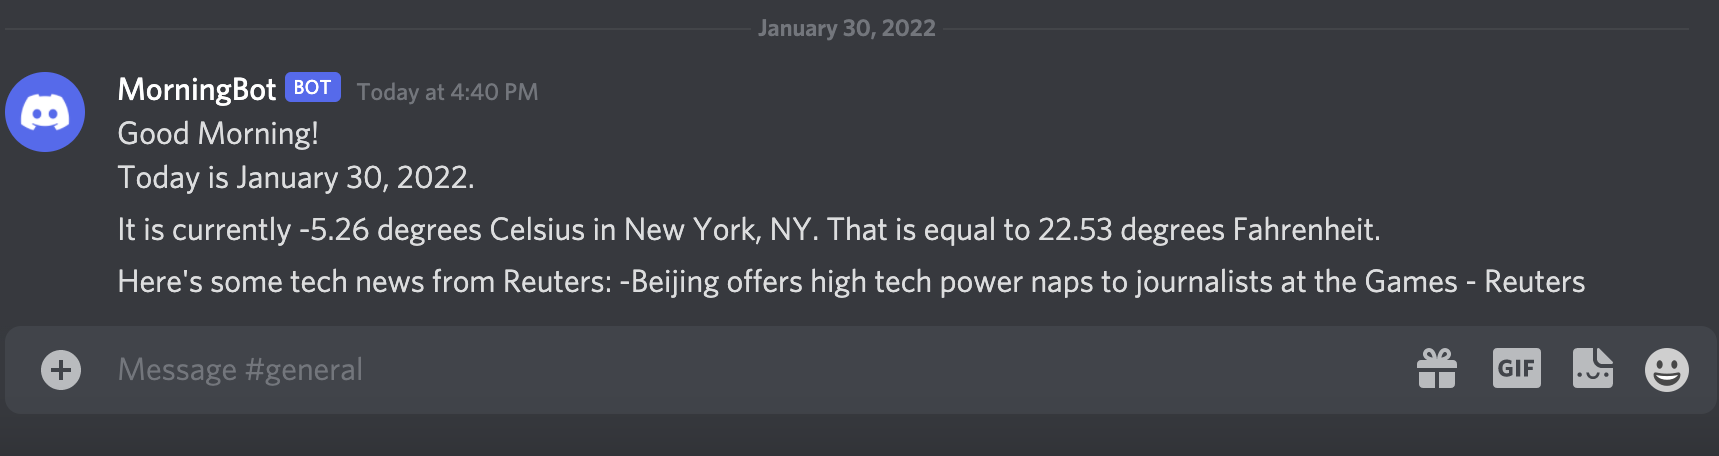 January 30, 2022
MorningBot BOT Today at 4:40 PM
Good Morning!
Today is January 30, 2022.
It is currently -5.26 degrees Celsius in New York, NY. That is equal to 22.53 degrees Fahrenheit.
Here's some tech news from Reuters: -Beijing offers high tech power naps to journalists at the Games - Reuters
Message #general GIF